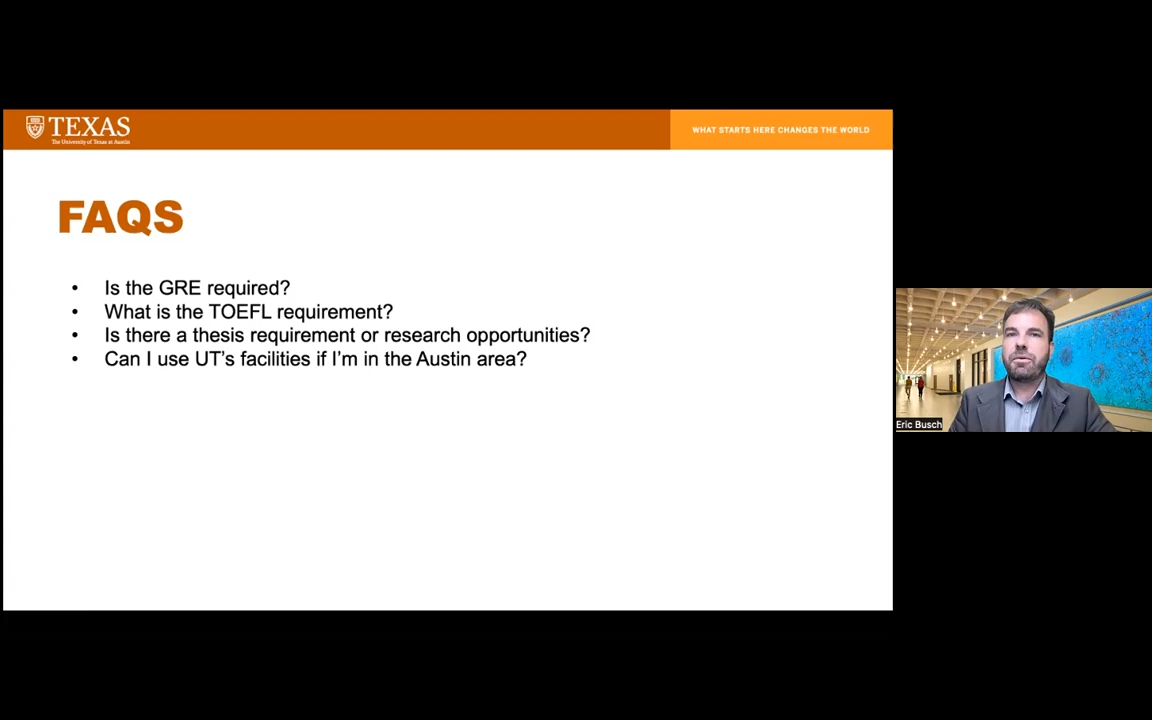 TEXAS
The University of Texas at Austin
WHAT STARTS HERE CHANGES THE WORLD
FAQS
• Is the GRE required?
• What is the TOEFL requirement?
• Is there a thesis requirement or research opportunities?
• Can I use UT’s facilities if I’m in the Austin area?
Eric Busch